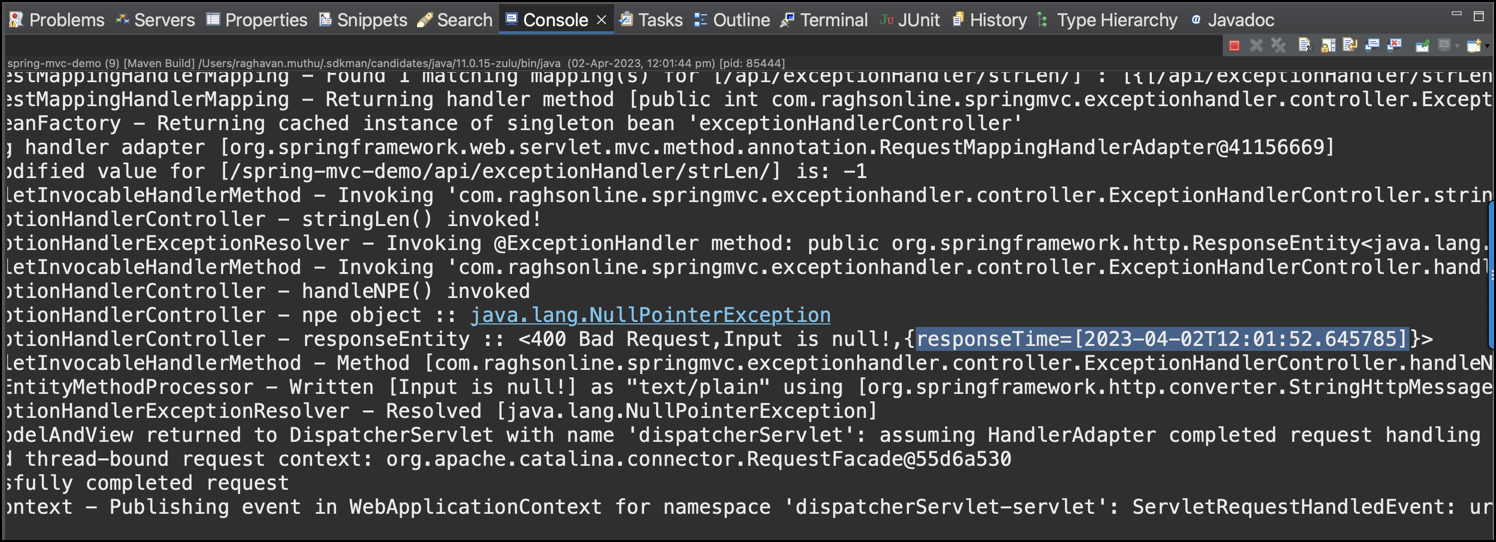 Problems Servers Properties Snippets Search Console Tasks Outline Terminal JUnit History Type Hierarchy Javadoc
spring-mvc-demo (9) [Maven Build] /Users/raghavan.muthu/.sdkman/candidates/java/11.0.15-zulu/bin/java (02-Apr-2023, 12:01:44 pm) [pid: 85444]
estMappingHandlerMapping - Found 1 matching mapping(s) for [/api/exceptionHandler/strLen/] : [{[/api/exceptionHandler/strLen
estMappingHandlerMapping - Returning handler method [public int com.raghsonline.springmvc.exceptionhandler.controller.Except
eanFactory - Returning cached instance of singleton bean 'exceptionHandlerController'
g handler adapter [org.springframework.web.servlet.mvc.method.annotation.RequestMappingHandlerAdapter@41156669]
odified value for [/spring-mvc-demo/api/exceptionHandler/strLen/] is: -1
letInvocableHandlerMethod - Invoking 'com.raghsonline.springmvc.exceptionhandler.controller.ExceptionHandlerController.strin
ptionHandlerController - stringLen() invoked!
ptionHandlerExceptionResolver - Invoking @ExceptionHandler method: public org.springframework.http.ResponseEntity<java.lang.
letInvocableHandlerMethod - Invoking 'com.raghsonline.springmvc.exceptionhandler.controller.ExceptionHandlerController.handl
ptionHandlerController - handleNPE() invoked
ptionHandlerController - npe object :: java.lang.NullPointerException
ptionHandlerController - responseEntity :: <400 Bad Request,Input is null!,{responseTime=[2023-04-02T12:01:52.645785]}>
letInvocableHandlerMethod - Method [com.raghsonline.springmvc.exceptionhandler.controller.ExceptionHandlerController.handleN
EntityMethodProcessor - Written [Input is null!] as "text/plain" using [org.springframework.http.converter.StringHttpMessage
ptionHandlerExceptionResolver - Resolved [java.lang.NullPointerException]
odelAndView returned to DispatcherServlet with name 'dispatcherServlet': assuming HandlerAdapter completed request handling
d thread-bound request context: org.apache.catalina.connector.RequestFacade@55d6a530
sfully completed request
ontext - Publishing event in WebApplicationContext for namespace 'dispatcherServlet-servlet': ServletRequestHandledEvent: ur